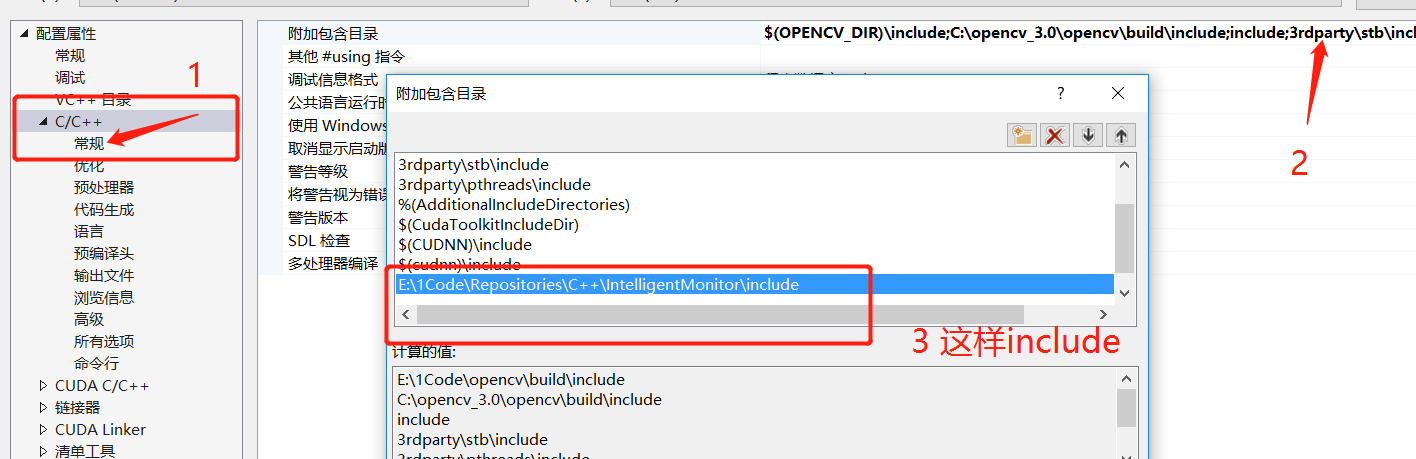 配置属性
常规
调试
VC++ 目录
C/C++
常规
优化
预处理器
代码生成
语言
预编译头
输出文件
浏览信息
高级
所有选项
命令行
CUDA C/C++
链接器
CUDA Linker
清单工具
1
附加包含目录
$(OPENCV_DIR)\include;C:\opencv_3.0\opencv\build\include;include;3rdparty\stb\incl
其他 #using 指令
调试信息格式
公共语言运行时
使用 Windows
取消显示启动版
警告等级
将警告视为错误
警告版本
SDL 检查
多处理器编译
2
附加包含目录
?
3rdparty\stb\include
3rdparty\pthreads\include
%(AdditionalIncludeDirectories)
$(CudaToolkitIncludeDir)
$(CUDNN)\include
$(cudnn)\include
E:\1Code\Repositories\C++\IntelligentMonitor\include
3 这样include
计算的值:
E:\1Code\opencv\build\include
C:\opencv_3.0\opencv\build\include
include
3rdparty\stb\include
3rdparty\pthreads\include